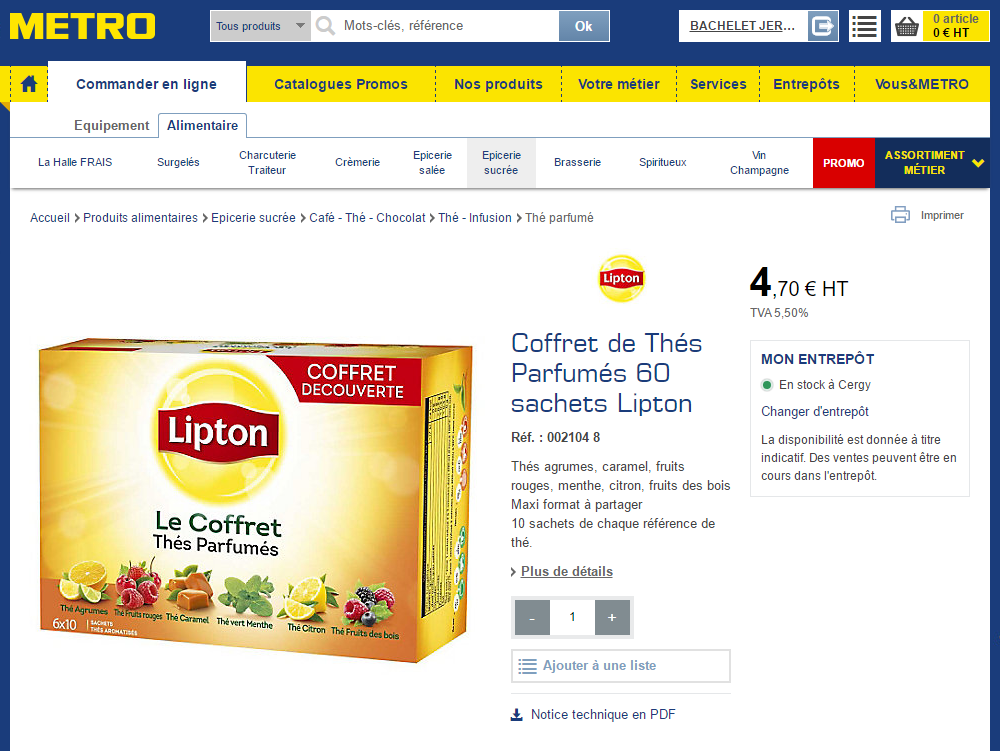 METRO
Tous produits
Mots-clés, référence
Ok
BACHELET JER...
0 article
0 € HT
Commander en ligne
Catalogues Promos
Nos produits
Votre métier
Services
Entrepôts
Vous&METRO
Equipement
Alimentaire
La Halle FRAIS
Surgelés
Charcuterie
Traiteur
Crèmerie
Epicerie
salée
Epicerie
sucrée
Brasserie
Spiritueux
Vin
Champagne
PROMO
ASSORTIMENT
MÉTIER
Accueil > Produits alimentaires > Epicerie sucrée > Café - Thé - Chocolat > Thé - Infusion > Thé parfumé
Imprimer
Lipton
COFFRET
DECOUVERTE
Lipton
Le Coffret
Thés Parfumés
Thé Agrumes
Thé Fruits rouges
Thé Caramel
Thé vert Menthe
Thé Citron
Thé Fruits des bois
6x10
SACHETS
THÉS AROMATISÉS
Coffret de Thés
Parfumés 60
sachets Lipton
Réf. : 002104 8
Thés agrumes, caramel, fruits
rouges, menthe, citron, fruits des bois
Maxi format à partager
10 sachets de chaque référence de
thé.
> Plus de détails
- 1 +
Ajouter à une liste
Notice technique en PDF
4,70 € HT
TVA 5,50%
MON ENTREPÔT
En stock à Cergy
Changer d'entrepôt
La disponibilité est donnée à titre
indicatif. Des ventes peuvent être en
cours dans l'entrepôt.